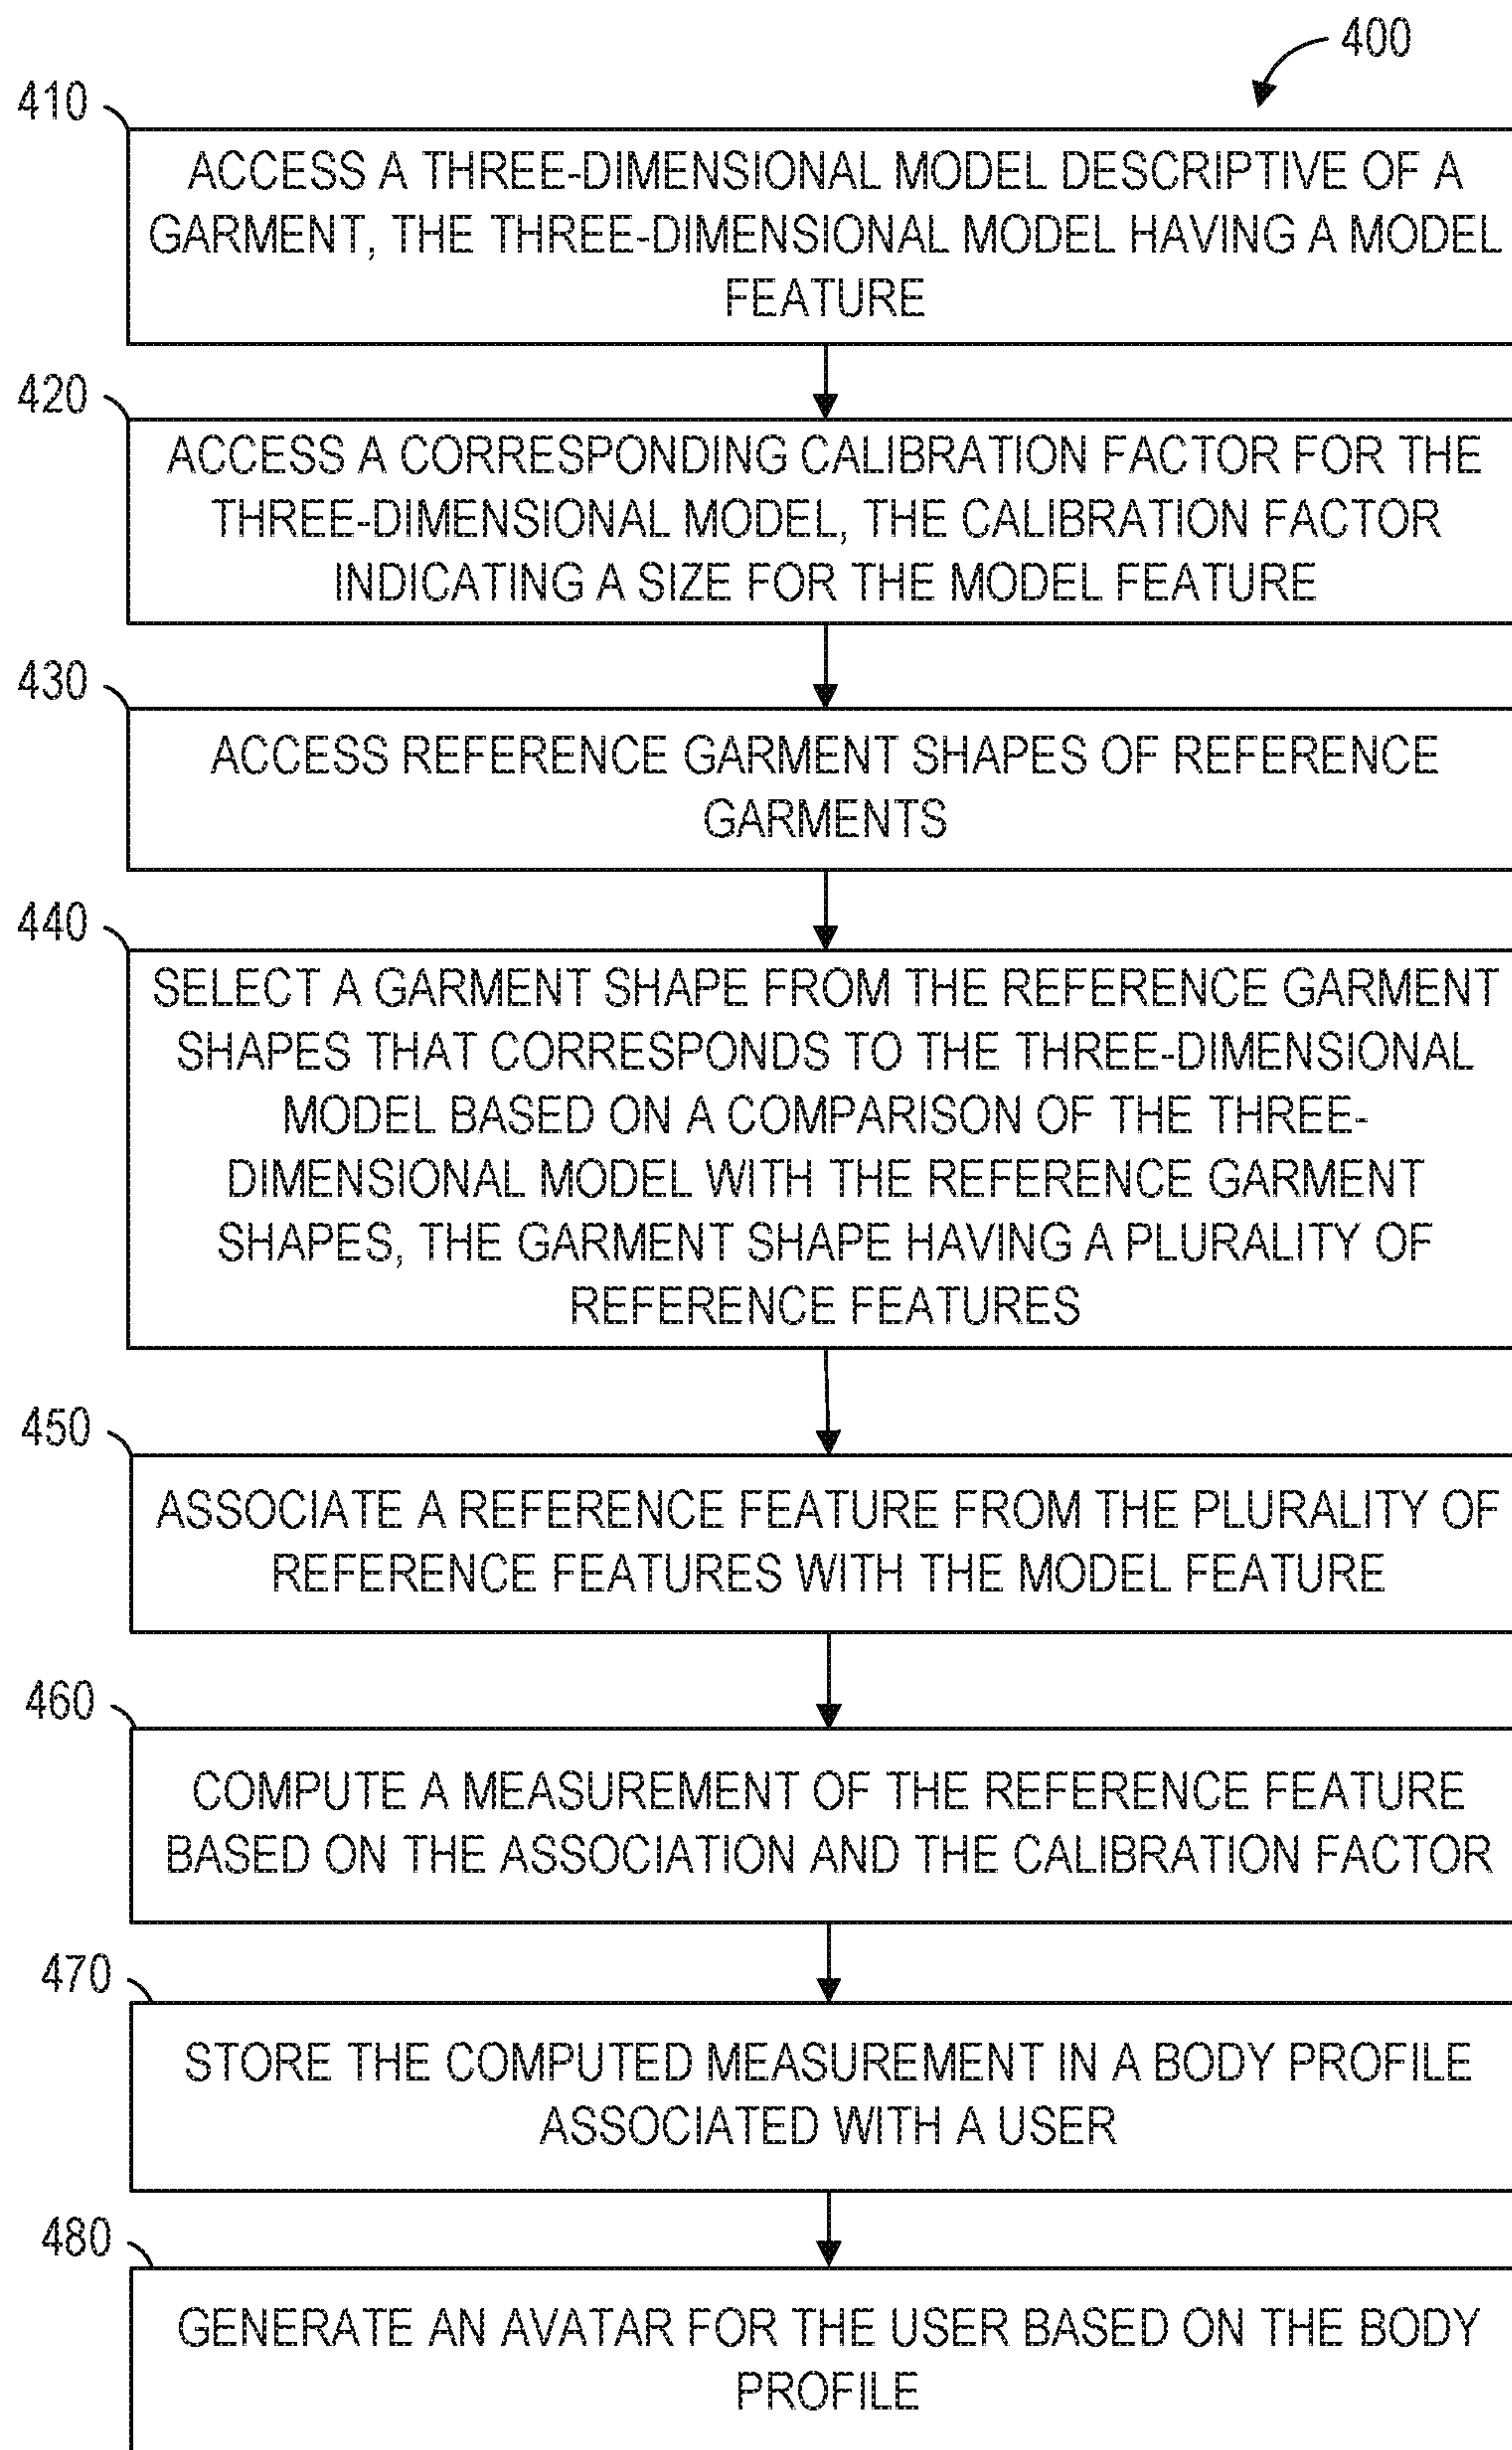 400
410
ACCESS A THREE-DIMENSIONAL MODEL DESCRIPTIVE OF A
GARMENT, THE THREE-DIMENSIONAL MODEL HAVING A MODEL
FEATURE
420
ACCESS A CORRESPONDING CALIBRATION FACTOR FOR THE
THREE-DIMENSIONAL MODEL, THE CALIBRATION FACTOR
INDICATING A SIZE FOR THE MODEL FEATURE
430
ACCESS REFERENCE GARMENT SHAPES OF REFERENCE
GARMENTS
440
SELECT A GARMENT SHAPE FROM THE REFERENCE GARMENT
SHAPES THAT CORRESPONDS TO THE THREE-DIMENSIONAL
MODEL BASED ON A COMPARISON OF THE THREE-
DIMENSIONAL MODEL WITH THE REFERENCE GARMENT
SHAPES, THE GARMENT SHAPE HAVING A PLURALITY OF
REFERENCE FEATURES
450
ASSOCIATE A REFERENCE FEATURE FROM THE PLURALITY OF
REFERENCE FEATURES WITH THE MODEL FEATURE
460
COMPUTE A MEASUREMENT OF THE REFERENCE FEATURE
BASED ON THE ASSOCIATION AND THE CALIBRATION FACTOR
470
STORE THE COMPUTED MEASUREMENT IN A BODY PROFILE
ASSOCIATED WITH A USER
480
GENERATE AN AVATAR FOR THE USER BASED ON THE BODY
PROFILE